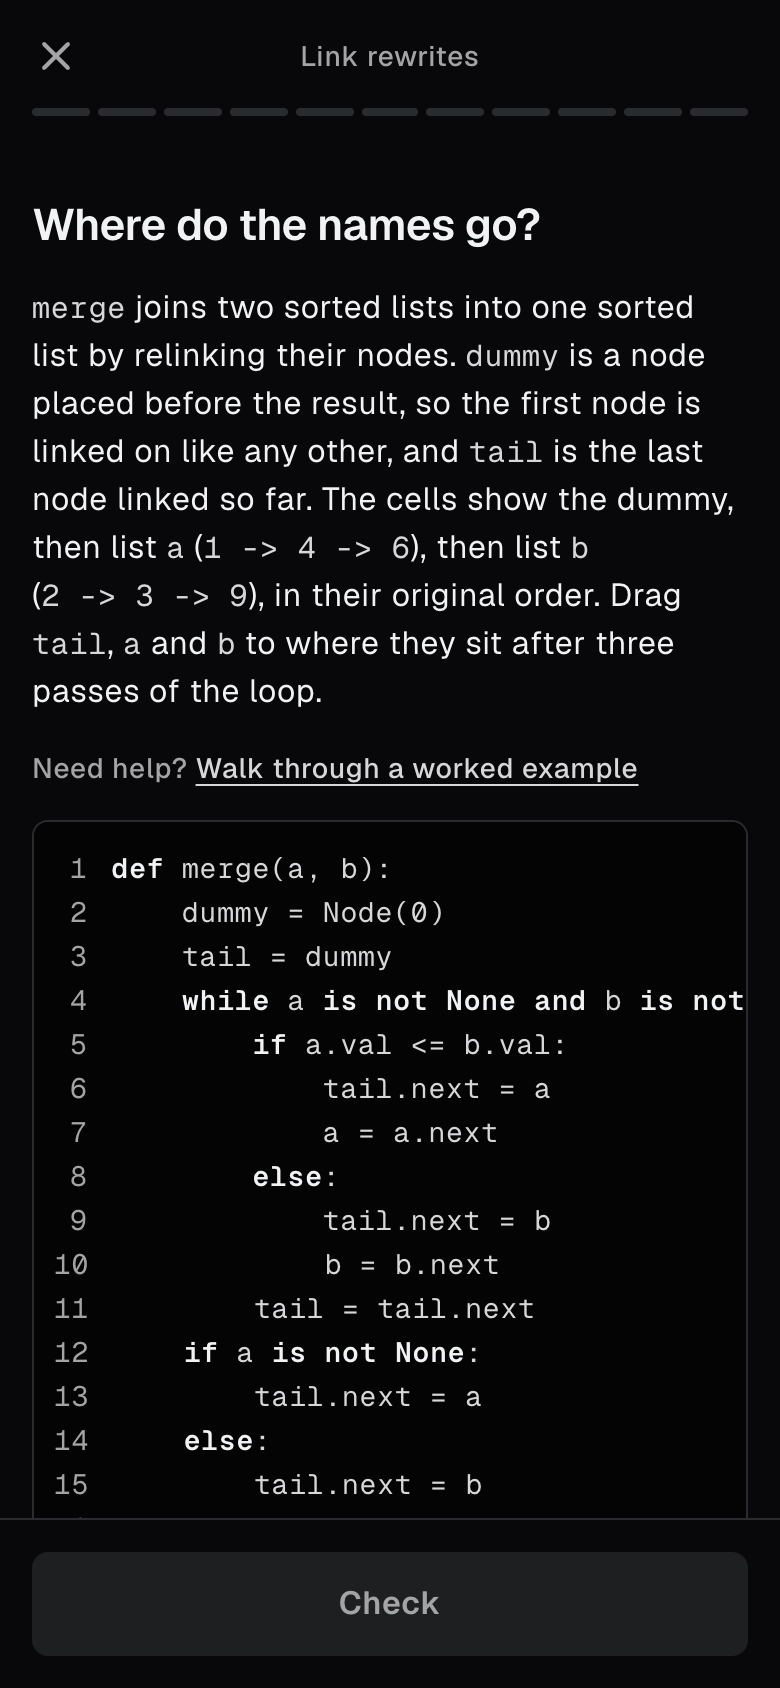 Link rewrites
Where do the names go?
merge joins two sorted lists into one sorted
list by relinking their nodes. dummy is a node
placed before the result, so the first node is
linked on like any other, and tail is the last
node linked so far. The cells show the dummy,
then list a (1 -> 4 -> 6), then list b
(2 -> 3 -> 9), in their original order. Drag
tail, a and b to where they sit after three
passes of the loop.
Need help? Walk through a worked example
1 def merge(a, b):
2     dummy = Node(0)
3     tail = dummy
4     while a is not None and b is not
5         if a.val <= b.val:
6             tail.next = a
7             a = a.next
8         else:
9             tail.next = b
10             b = b.next
11         tail = tail.next
12     if a is not None:
13         tail.next = a
14     else:
15         tail.next = b
Check